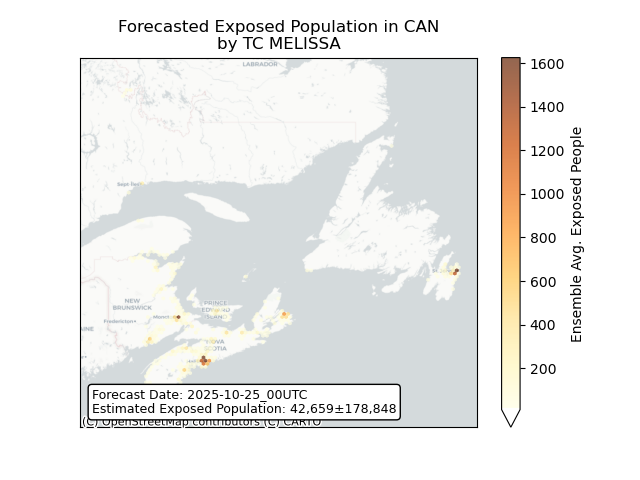 Forecasted Exposed Population in CAN
by TC MELISSA
LABRADOR
1600
1400
1200
1000
800
600
400
200
Ensemble Avg. Exposed People
NEW
BRUNSWICK
Fredericton
NOVA
SCOTIA
Forecast Date: 2025-10-25_00UTC
Estimated Exposed Population: 42,659±178,848
(C) OpenStreetMap contributors (C) CARTO